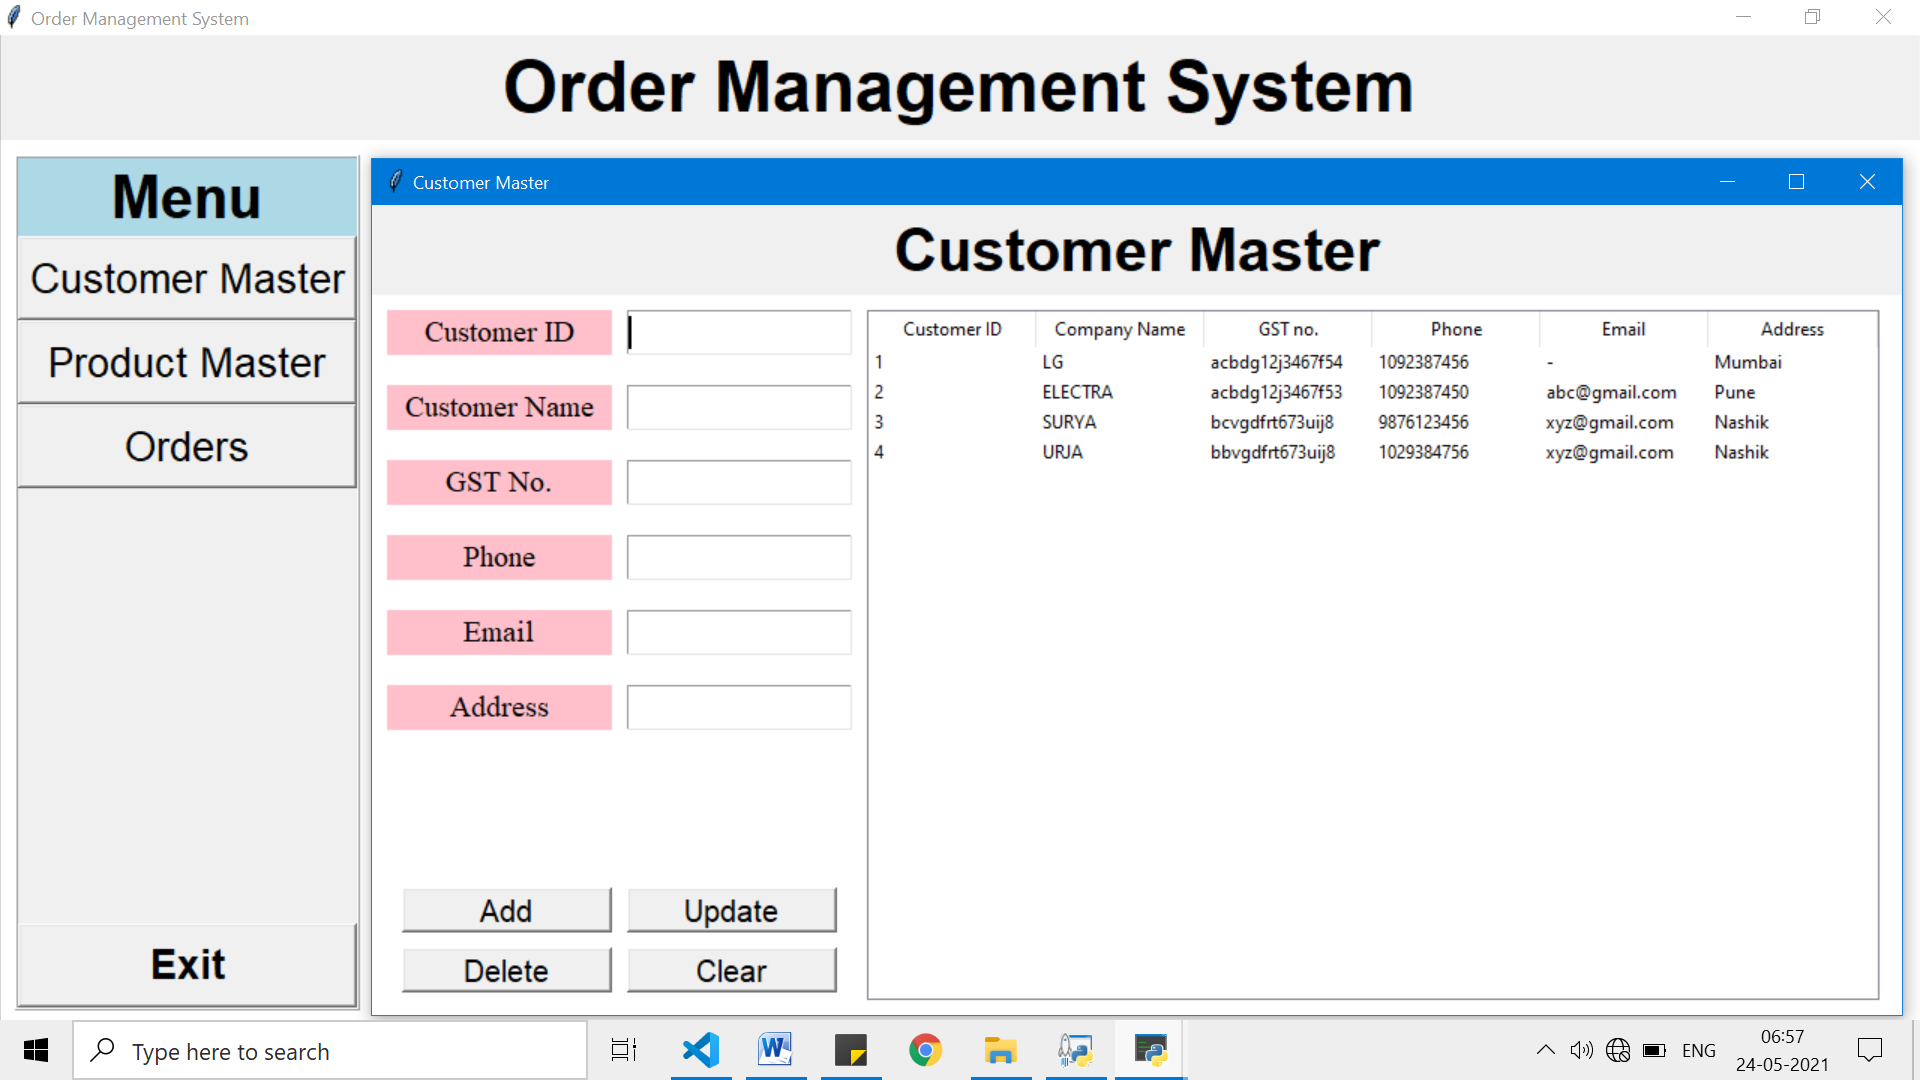 Order Management System
Order Management System
Menu
Customer Master
Product Master
Orders
Exit
Customer Master
Customer Master
Customer ID
Customer Name
GST No.
Phone
Email
Address
Add Update
Delete Clear
Customer ID Company Name GST no. Phone Email Address
1 LG acbdg12j3467f54 1092387456 - Mumbai
2 ELECTRA acbdg12j3467f53 1092387450 abc@gmail.com Pune
3 SURYA bcvgdfrt673uij8 9876123456 xyz@gmail.com Nashik
4 URJA bbvgdfrt673uij8 1029384756 xyz@gmail.com Nashik
Type here to search
ENG
06:57
24-05-2021